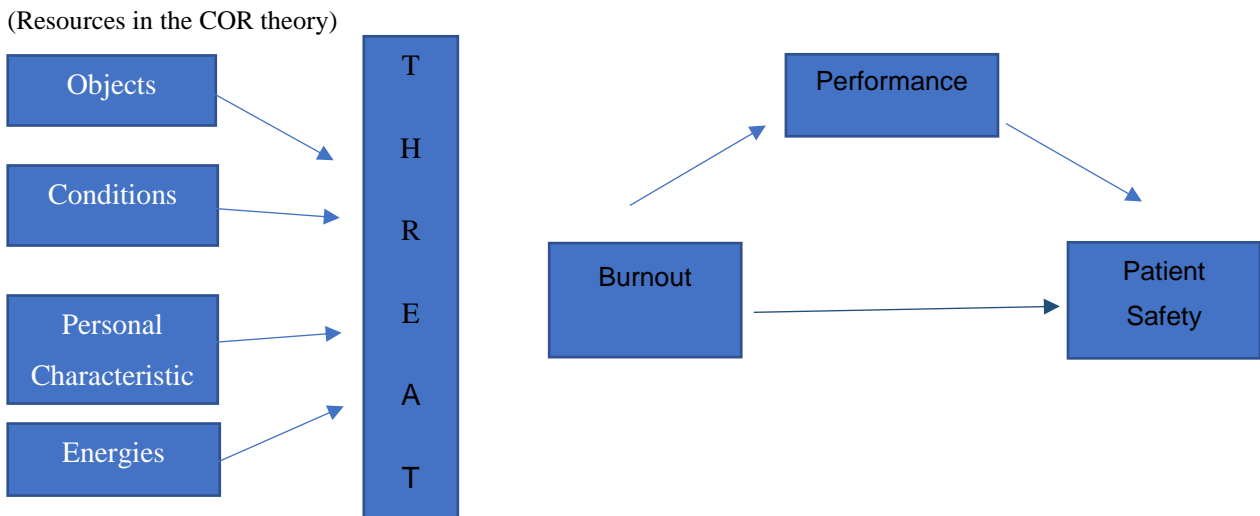 (Resources in the COR theory)
Objects
Conditions
Personal
Characteristic
Energies
T
H
R
E
A
T
Performance
Burnout
Patient
Safety